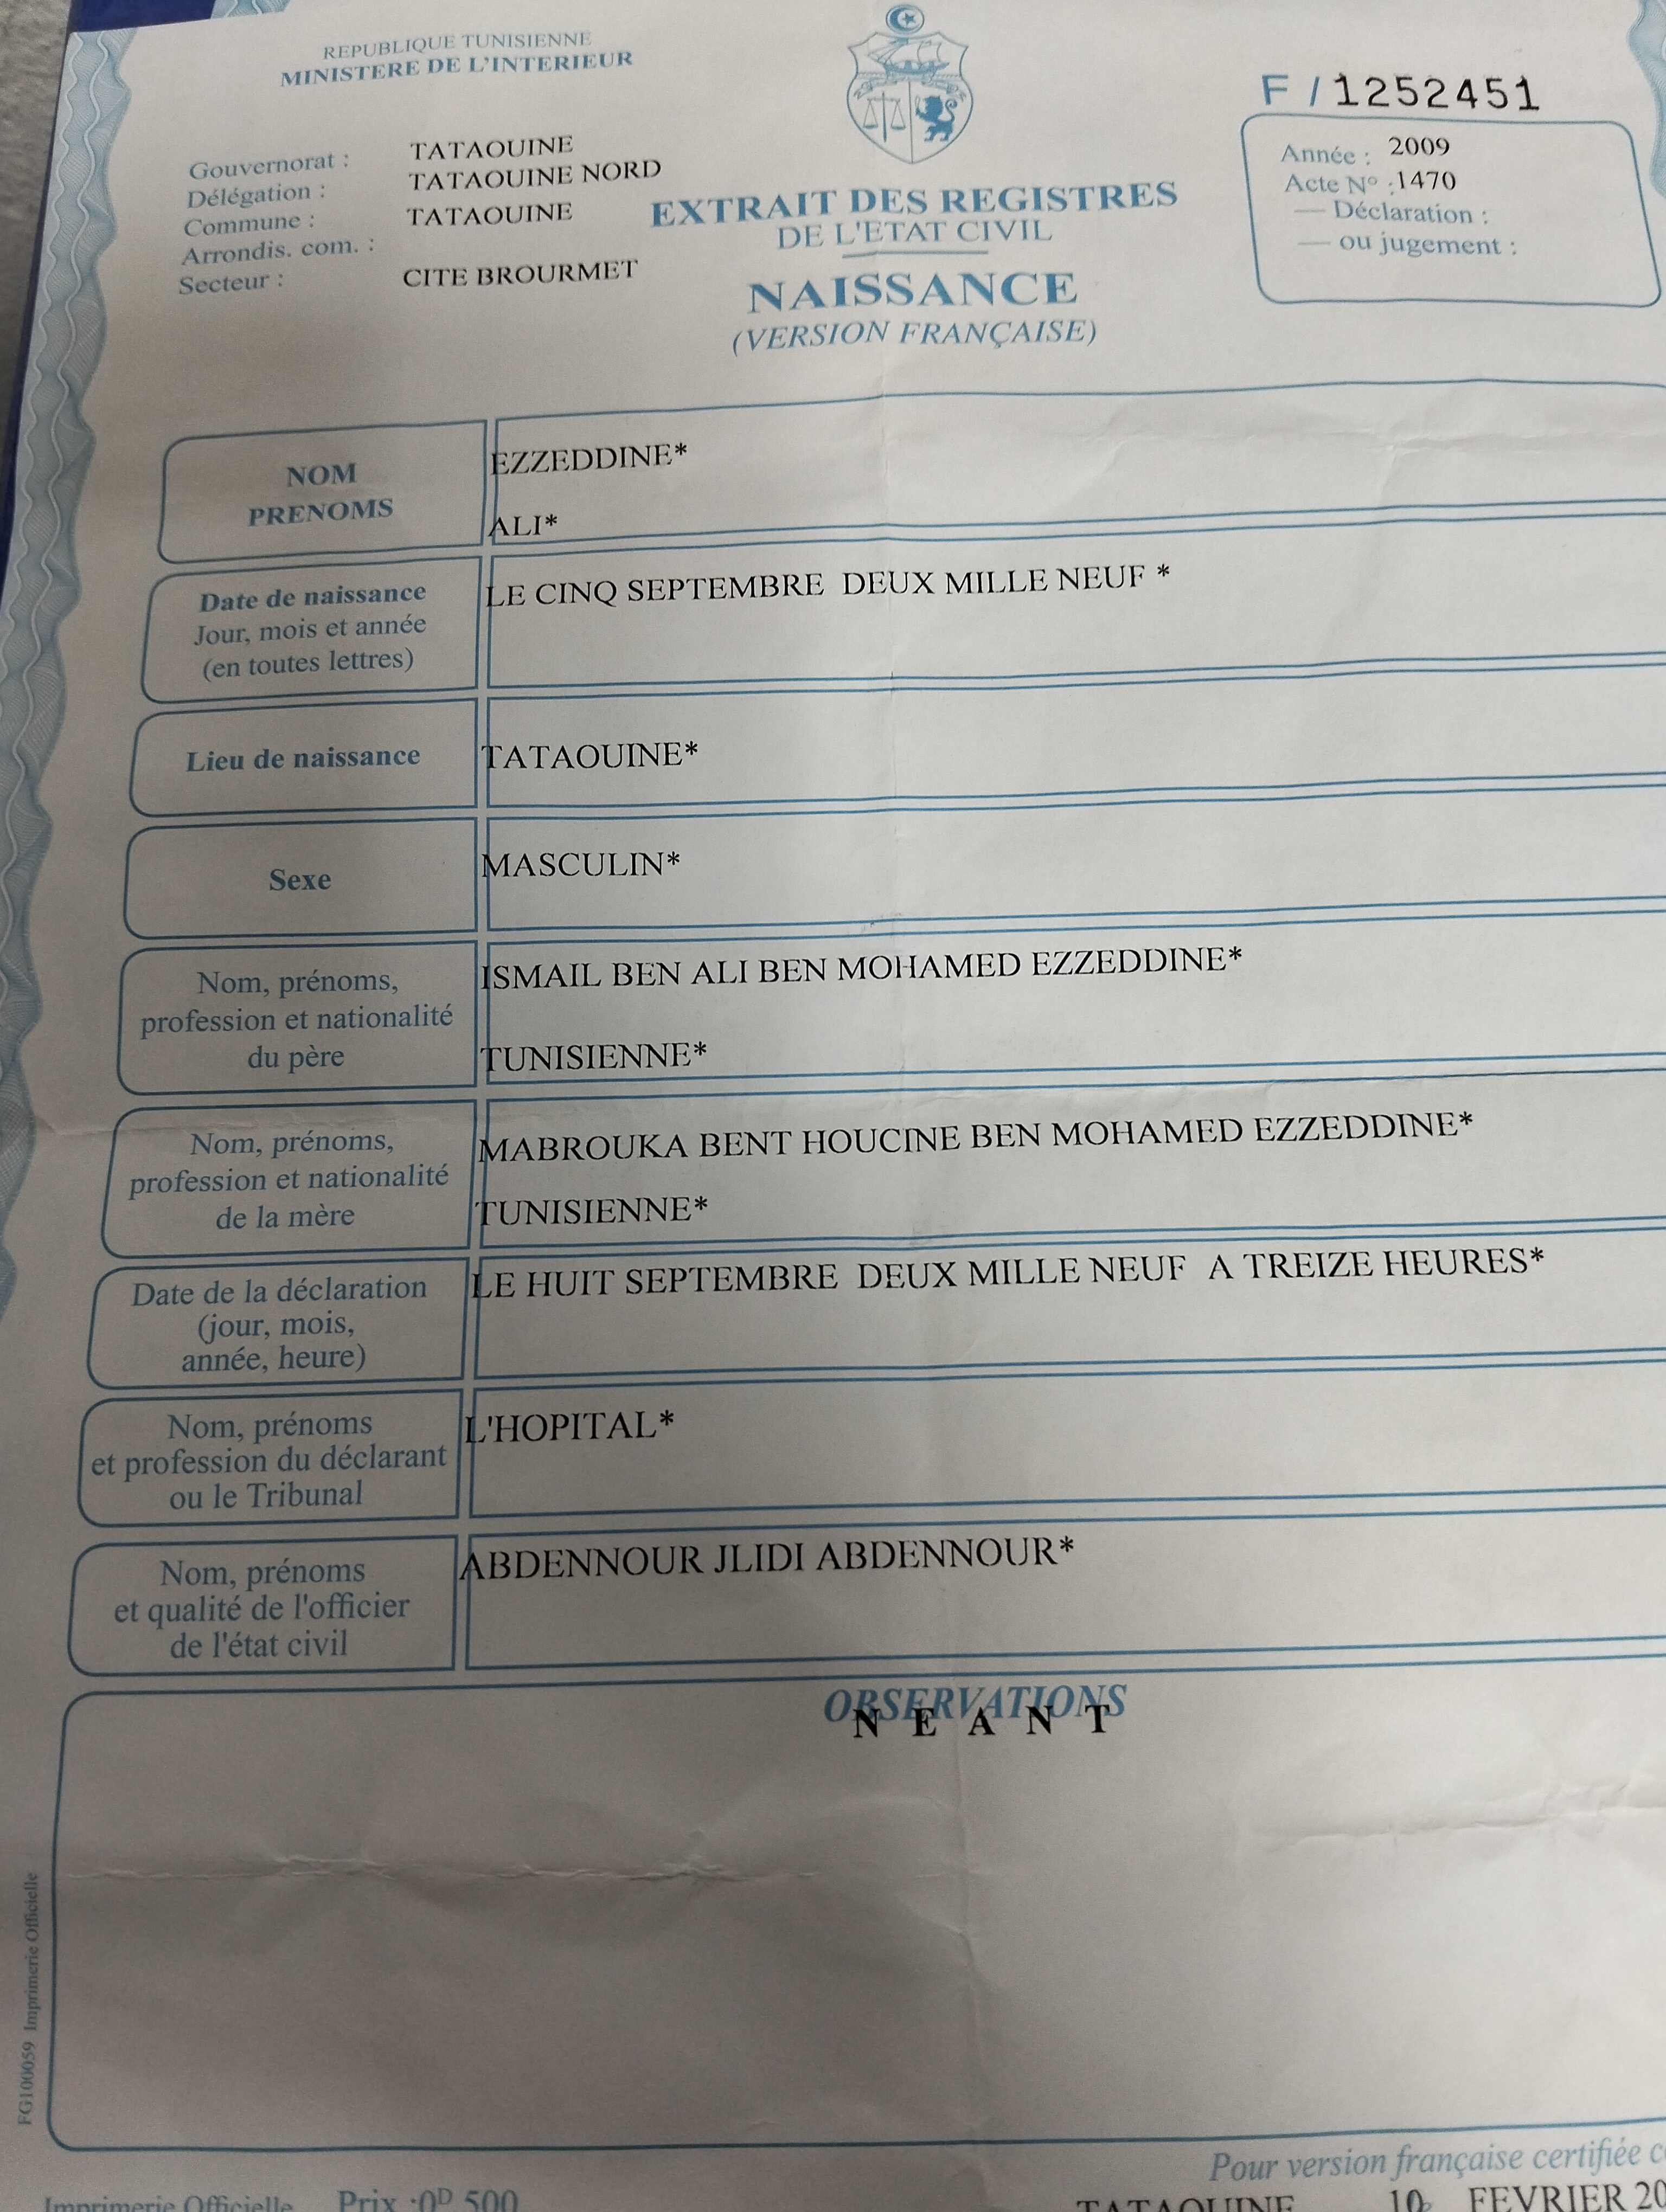 REPUBLIQUE TUNISIENNE
MINISTERE DE L'INTERIEUR
F / 1252451
Gouvernorat : TATAOUINE
Délégation : TATAOUINE NORD
Commune : TATAOUINE
Arrondis. com. :
Secteur : CITE BROURMET
EXTRAIT DES REGISTRES
DE L'ETAT CIVIL
NAISSANCE
(VERSION FRANÇAISE)
Année : 2009
Acte Nº : 1470
— Déclaration :
— ou jugement :
NOM
PRENOMS
EZZEDDINE*
ALI*
Date de naissance
Jour, mois et année
(en toutes lettres)
LE CINQ SEPTEMBRE DEUX MILLE NEUF *
Lieu de naissance
TATAOUINE*
Sexe
MASCULIN*
Nom, prénoms,
profession et nationalité
du père
ISMAIL BEN ALI BEN MOHAMED EZZEDDINE*
TUNISIENNE*
Nom, prénoms,
profession et nationalité
de la mère
MABROUKA BENT HOUCINE BEN MOHAMED EZZEDDINE*
TUNISIENNE*
Date de la déclaration
(jour, mois,
année, heure)
LE HUIT SEPTEMBRE DEUX MILLE NEUF A TREIZE HEURES*
Nom, prénoms
et profession du déclarant
ou le Tribunal
L'HOPITAL*
Nom, prénoms
et qualité de l'officier
de l'état civil
ABDENNOUR JLIDI ABDENNOUR*
OBSERVATIONS
N E A N T
FG100059 Imprimerie Officielle
Pour version française certifiée
Imprimerie Officielle Prix :0ᴰ 500
TATAOUINE 10 FEVRIER 20